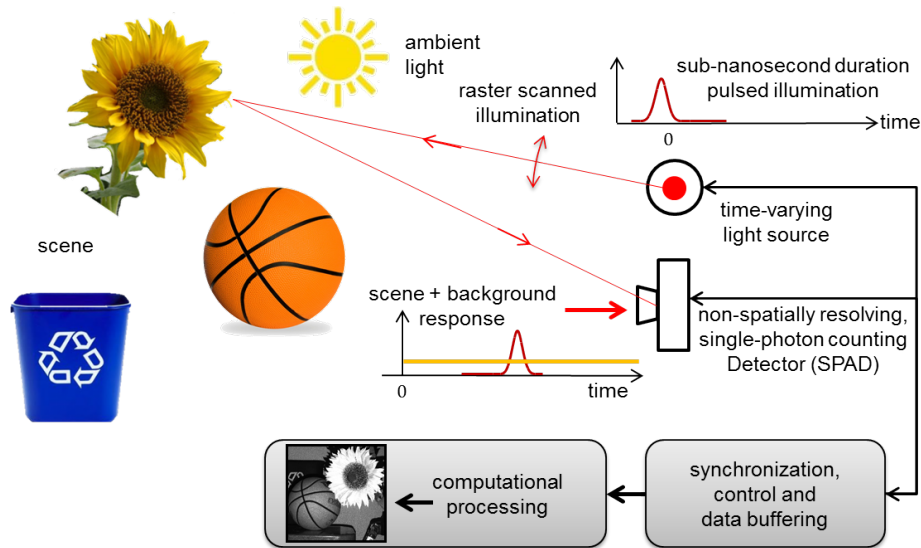 ambient
light
raster scanned
illumination
sub-nanosecond duration
pulsed illumination
time
0
time-varying
light source
scene
scene + background
response
0
time
non-spatially resolving,
single-photon counting
Detector (SPAD)
computational
processing
synchronization,
control and
data buffering